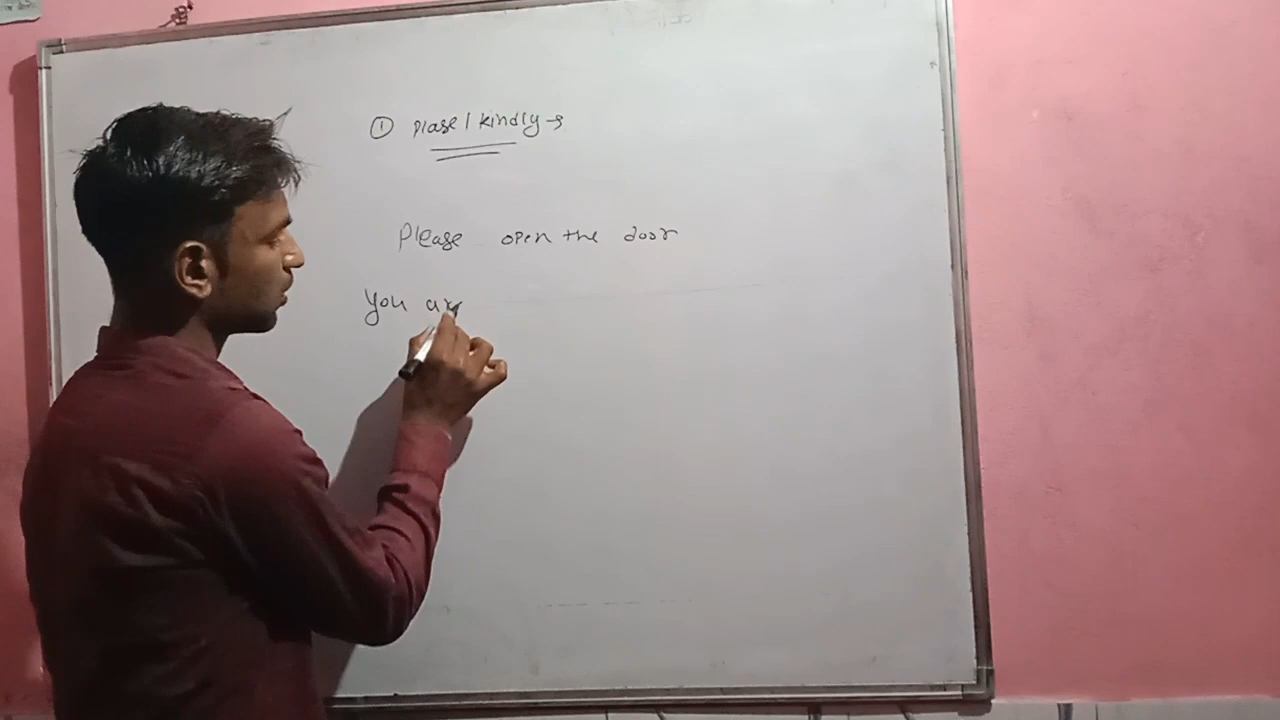 ① Plase / kindly →
Please open the door
You are